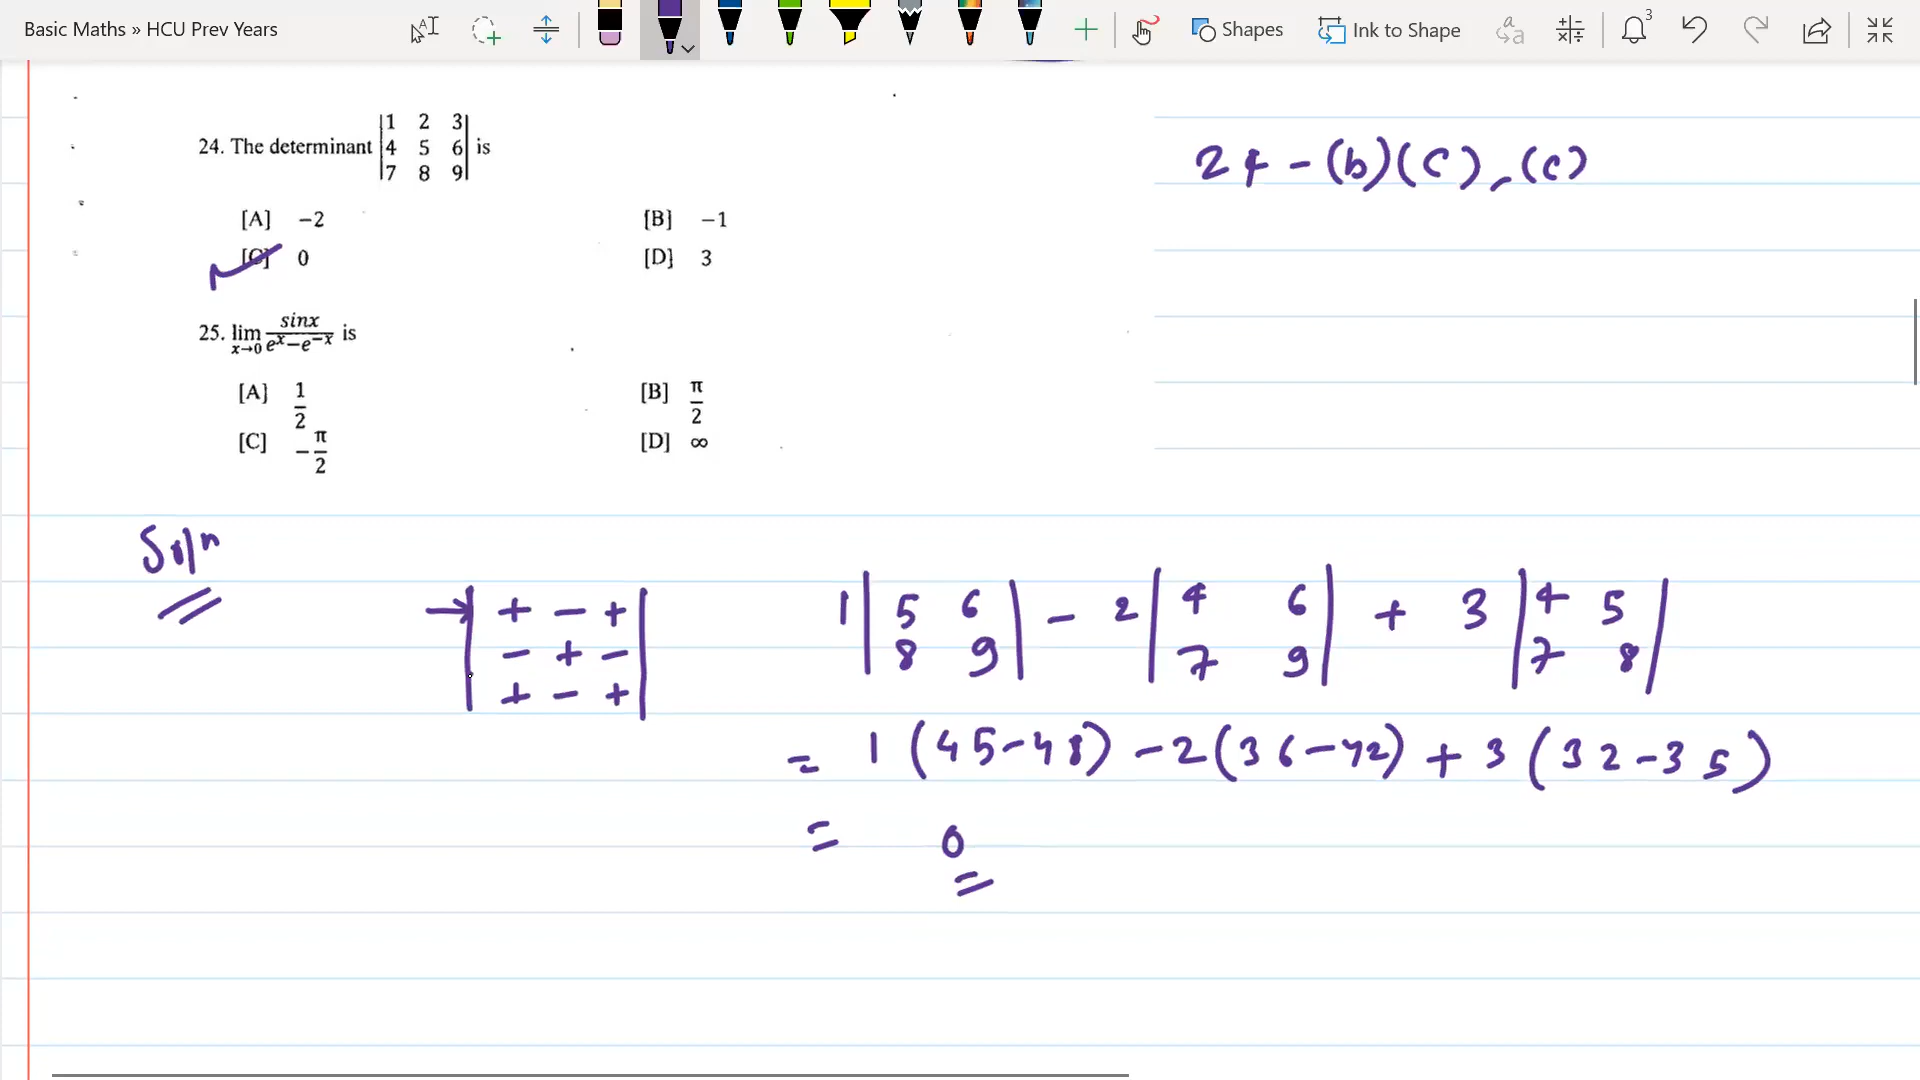 Basic Maths » HCU Prev Years
Shapes
Ink to Shape
3
24. The determinant |1 2 3| is
|4 5 6|
|7 8 9|
[A] −2
[B] −1
[C] 0
[D] 3
24 - (b)(c), (c)
25. lim x→0 sinx / eˣ−e⁻ˣ is
[A] 1/2
[B] π/2
[C] −π/2
[D] ∞
Soln
→ | + - + |
| - + - |
| + - + |
1 |5 6| - 2 |4 6| + 3 |4 5|
|8 9| |7 9| |7 8|
= 1 (45-48) - 2 (36-42) + 3 (32-35)
= 0